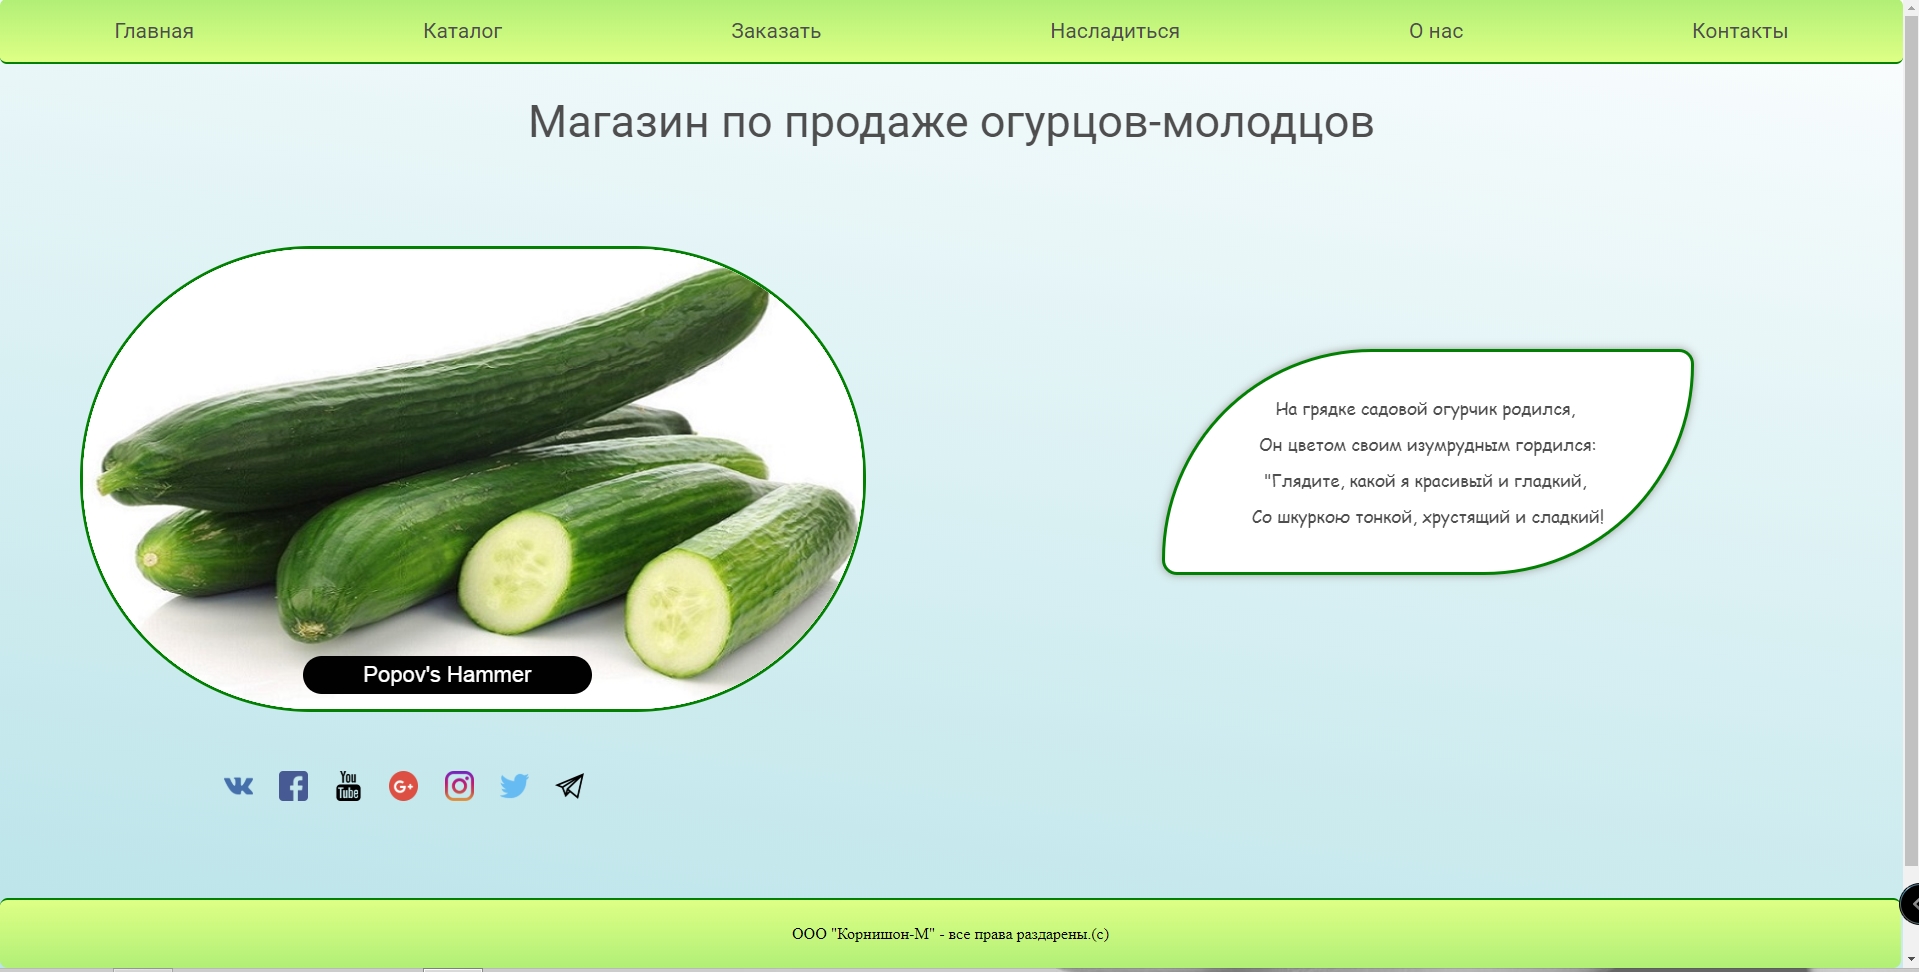 Главная Каталог Заказать Насладиться О нас Контакты
Магазин по продаже огурцов-молодцов
На грядке садовой огурчик родился,
Он цветом своим изумрудным гордился:
"Глядите, какой я красивый и гладкий,
Со шкуркою тонкой, хрустящий и сладкий!
Popov's Hammer
You
Tube
G+
ООО "Корнишон-М" - все права раздарены.(с)